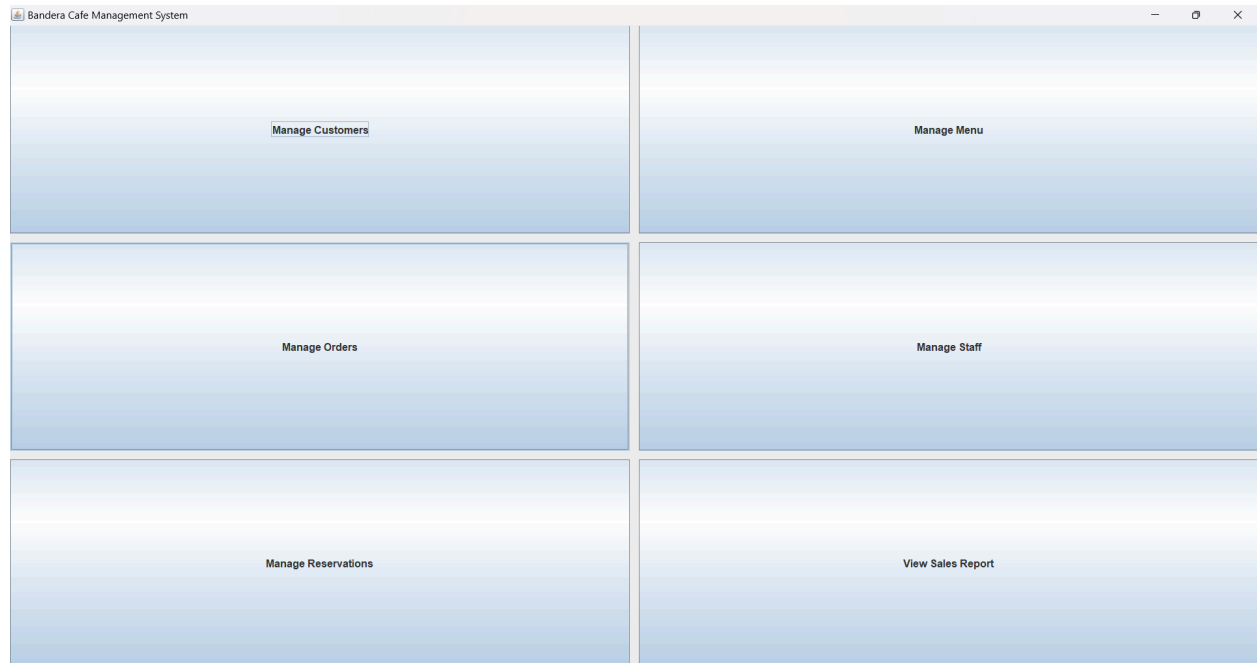 Bandera Cafe Management System
Manage Customers
Manage Menu
Manage Orders
Manage Staff
Manage Reservations
View Sales Report